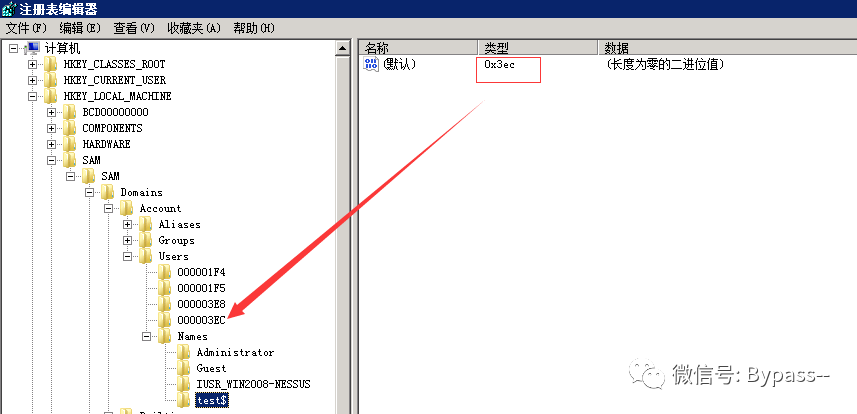 注册表编辑器
文件(F) 编辑(E) 查看(V) 收藏夹(A) 帮助(H)
计算机
HKEY_CLASSES_ROOT
HKEY_CURRENT_USER
HKEY_LOCAL_MACHINE
BCD00000000
COMPONENTS
HARDWARE
SAM
SAM
Domains
Account
Aliases
Groups
Users
000001F4
000001F5
000003E8
000003EC
Names
Administrator
Guest
IUSR_WIN2008-NESSUS
test$
名称 类型 数据
(默认) 0x3ec (长度为零的二进位值)
微信号: Bypass--